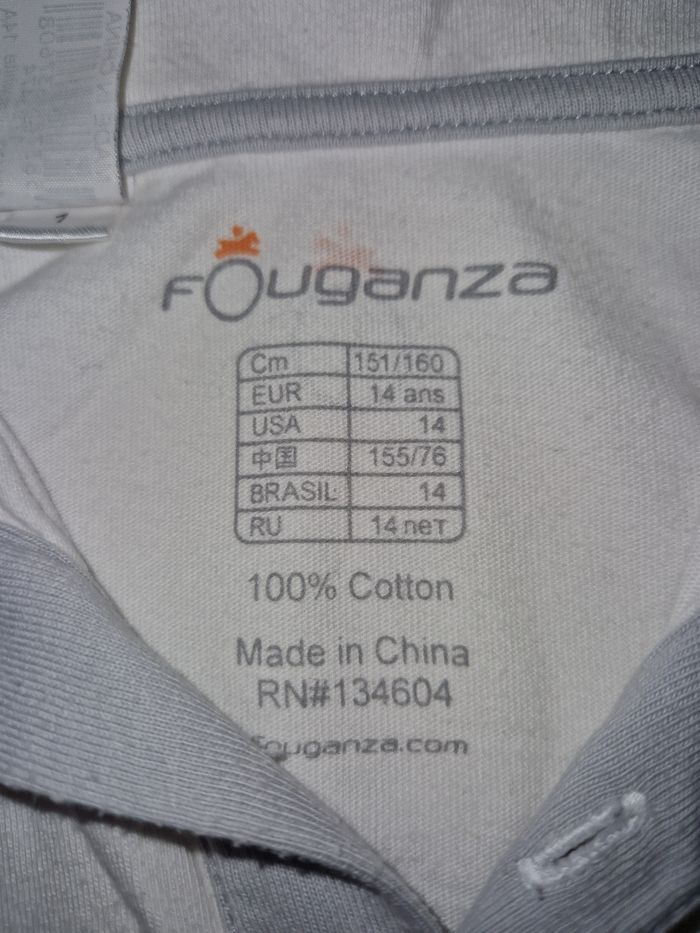 FOuganza
Cm 151/160
EUR 14 ans
USA 14
中国 155/76
BRASIL 14
RU 14 лет
100% Cotton
Made in China
RN#134604
fouganza.com